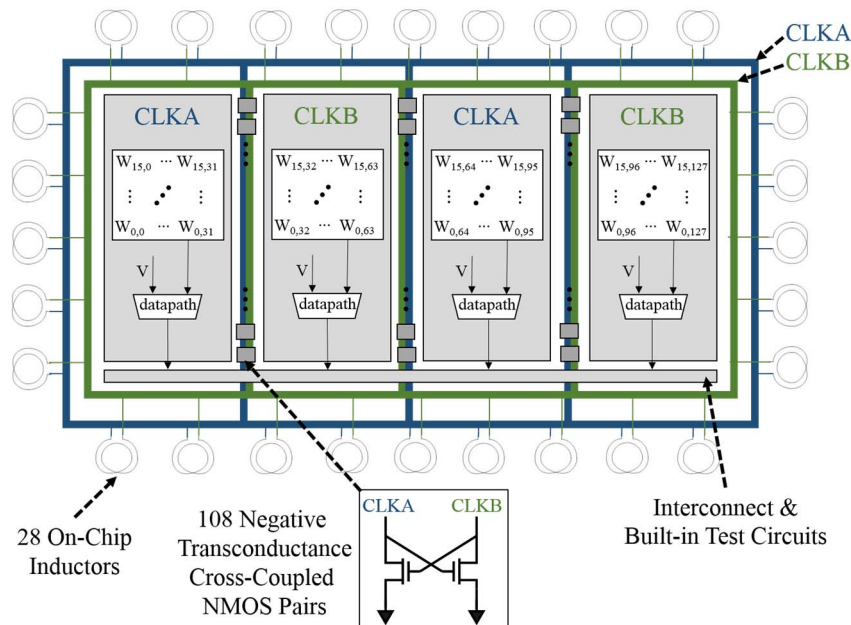 CLKA
CLKB
CLKA CLKB CLKA CLKB
W15,0 ··· W15,31 W15,32 ··· W15,63 W15,64 ··· W15,95 W15,96 ··· W15,127
W0,0 ··· W0,31 W0,32 ··· W0,63 W0,64 ··· W0,95 W0,96 ··· W0,127
V V V V
datapath datapath datapath datapath
28 On-Chip
Inductors
108 Negative
Transconductance
Cross-Coupled
NMOS Pairs
CLKA CLKB
Interconnect &
Built-in Test Circuits